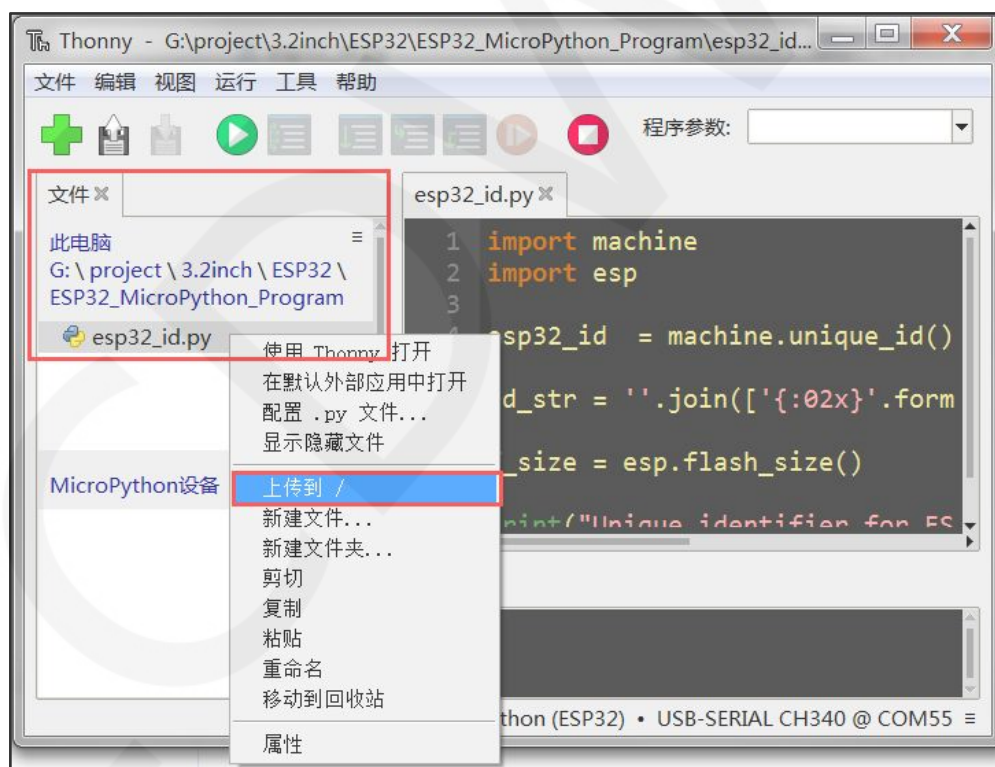 Thonny - G:\project\3.2inch\ESP32\ESP32_MicroPython_Program\esp32_id...
文件 编辑 视图 运行 工具 帮助
程序参数:
文件
esp32_id.py
此电脑
G: \ project \ 3.2inch \ ESP32 \
ESP32_MicroPython_Program
esp32_id.py
1 import machine
2 import esp
3
esp32_id = machine.unique_id()
d_str = ''.join(['{:02x}'.form
_size = esp.flash_size()
rint("Unique identifier for ES
使用 Thonny 打开
在默认外部应用中打开
配置 .py 文件...
显示隐藏文件
MicroPython设备
上传到 /
新建文件...
新建文件夹...
剪切
复制
粘贴
重命名
移动到回收站
属性
thon (ESP32) • USB-SERIAL CH340 @ COM55 ≡